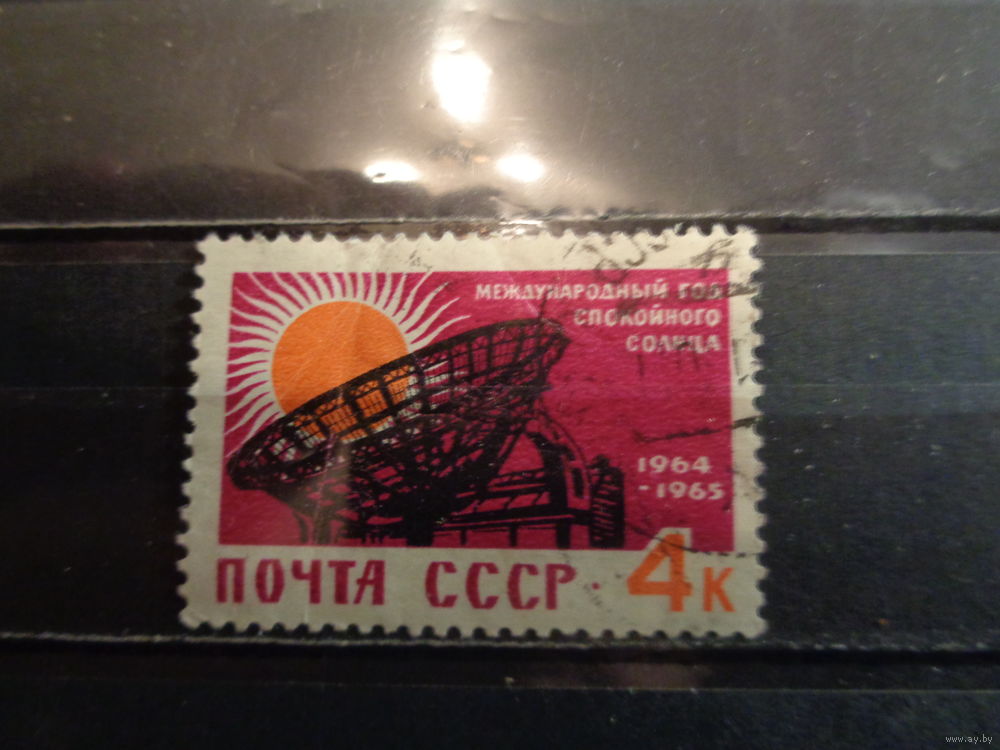 МЕЖДУНАРОДНЫЙ ГОД
СПОКОЙНОГО
СОЛНЦА
1964
-1965
ПОЧТА СССР.
4к
www.ay.by